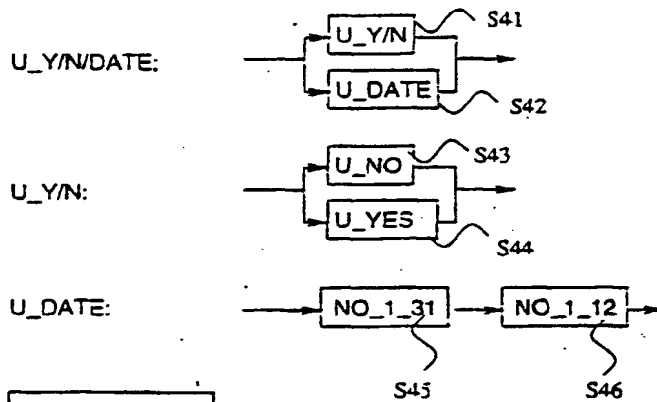 S41
U_Y/N
U_Y/N/DATE:
U_DATE
S42
U_NO
S43
U_Y/N:
U_YES
S44
U_DATE:
NO_1_31
NO_1_12
S45
S46